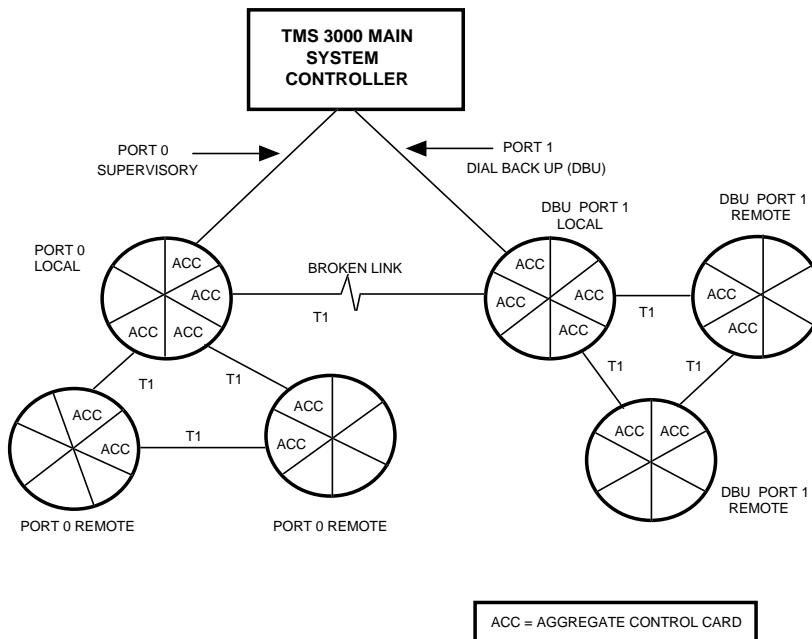 TMS 3000 MAIN
SYSTEM
CONTROLLER
PORT 0
SUPERVISORY
PORT 1
DIAL BACK UP (DBU)
PORT 0
LOCAL
ACC
ACC
ACC
ACC
BROKEN LINK
T1
DBU PORT 1
LOCAL
ACC
ACC
ACC
ACC
T1
DBU PORT 1
REMOTE
ACC
ACC
T1
T1
T1
T1
ACC
ACC
T1
ACC
ACC
ACC
ACC
PORT 0 REMOTE
PORT 0 REMOTE
DBU PORT 1
REMOTE
ACC = AGGREGATE CONTROL CARD